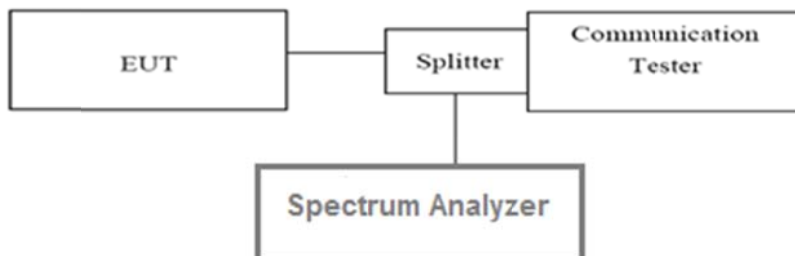 EUT
Splitter
Communication
Tester
Spectrum Analyzer